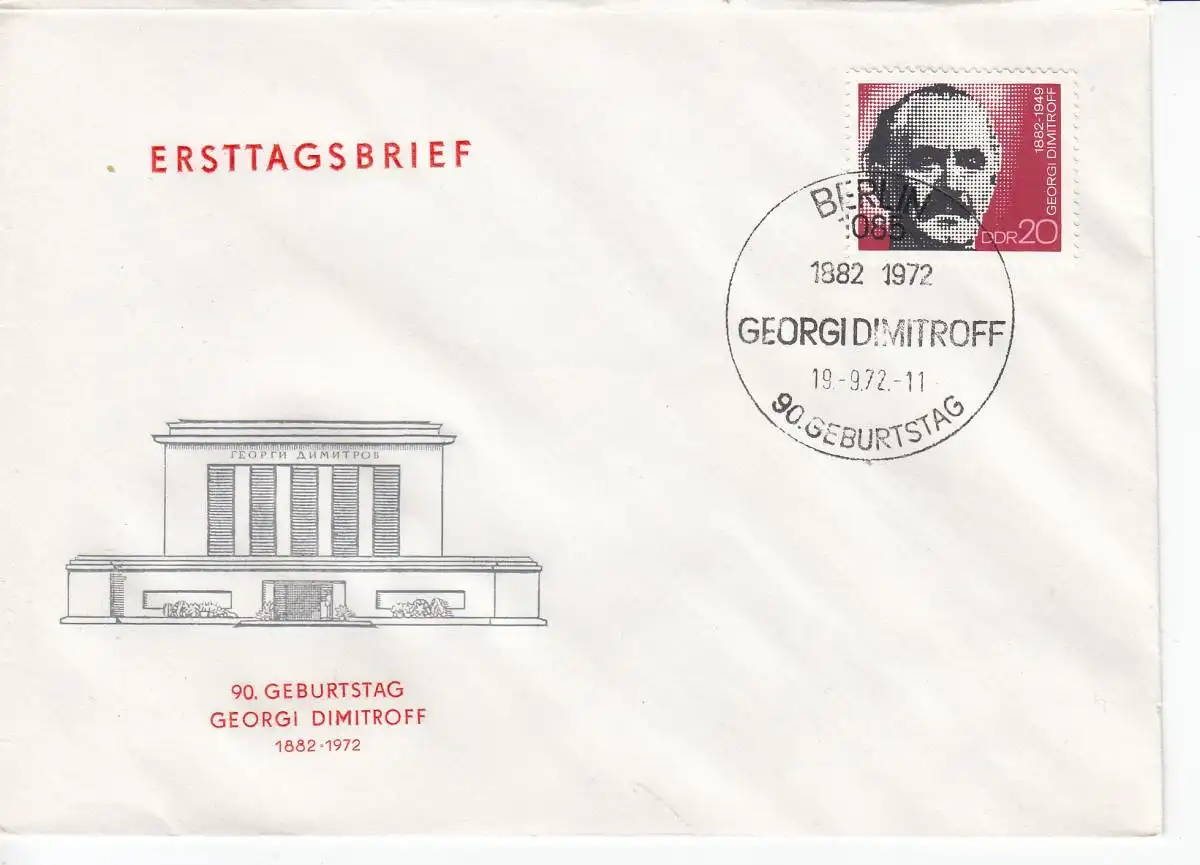 ERSTTAGSBRIEF
1882-1949
GEORGI DIMITROFF
DDR 20
BERLIN
1085
1882 1972
GEORGI DIMITROFF
19.-9.72.-11
90. GEBURTSTAG
ГЕОРГИ ДИМИТРОВ
90. GEBURTSTAG
GEORGI DIMITROFF
1882·1972